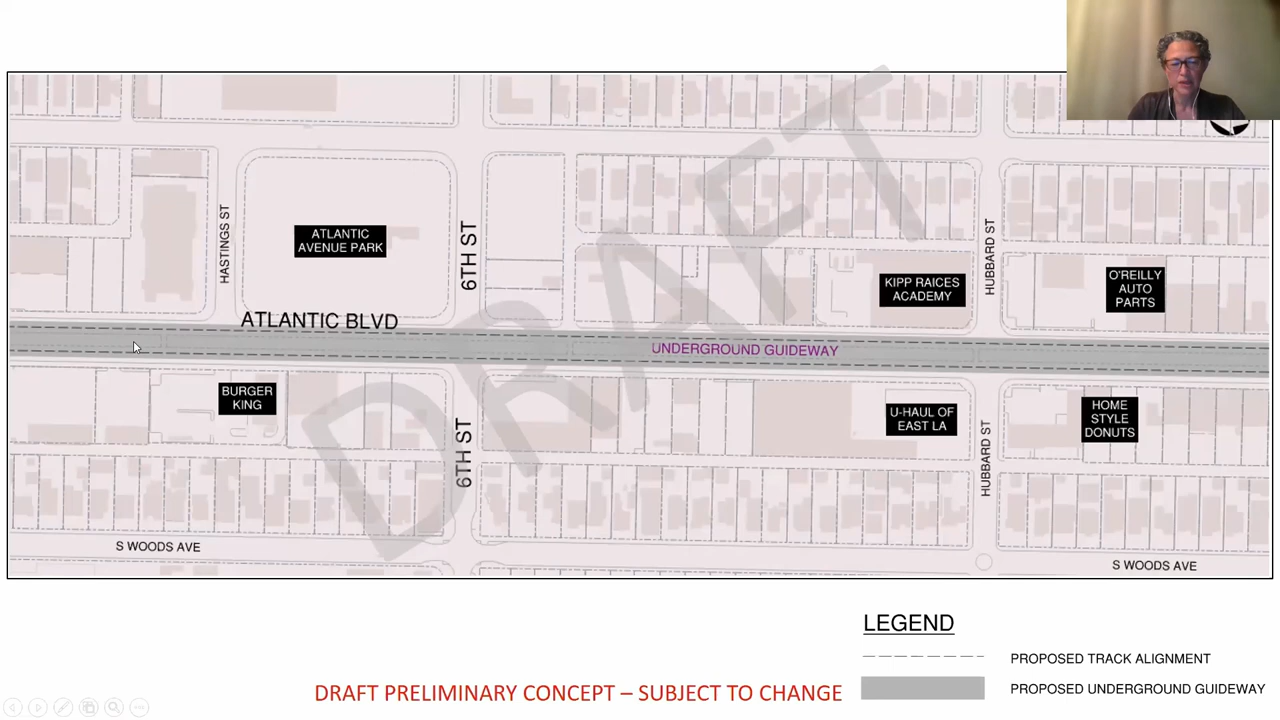 HASTINGS ST
ATLANTIC
AVENUE PARK
6TH ST
KIPP RAICES
ACADEMY
HUBBARD ST
O'REILLY
AUTO
PARTS
ATLANTIC BLVD
UNDERGROUND GUIDEWAY
BURGER
KING
6TH ST
U-HAUL OF
EAST LA
HUBBARD ST
HOME
STYLE
DONUTS
S WOODS AVE
S WOODS AVE
DRAFT
LEGEND
PROPOSED TRACK ALIGNMENT
PROPOSED UNDERGROUND GUIDEWAY
DRAFT PRELIMINARY CONCEPT – SUBJECT TO CHANGE